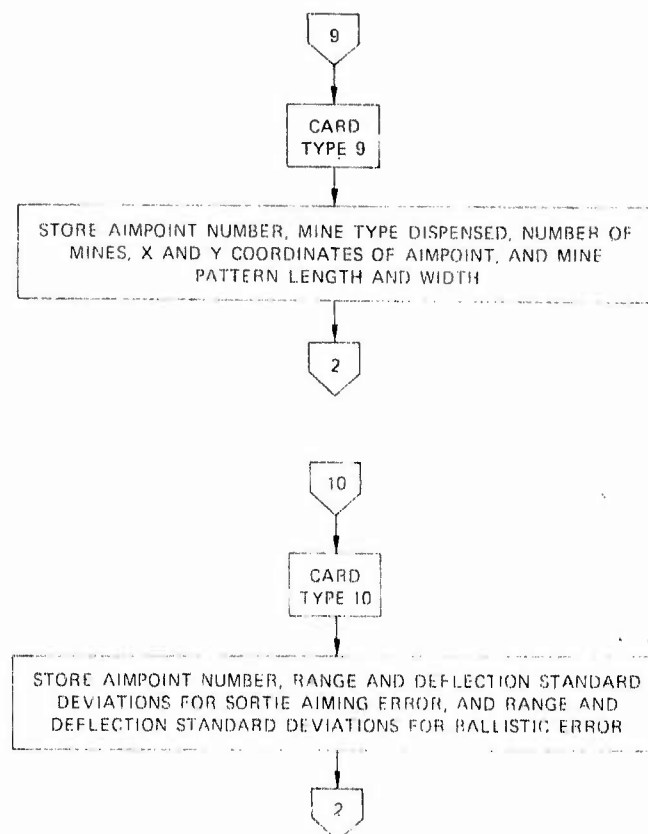 9
CARD
TYPE 9
STORE AIMPOINT NUMBER, MINE TYPE DISPENSED, NUMBER OF
MINES, X AND Y COORDINATES OF AIMPOINT, AND MINE
PATTERN LENGTH AND WIDTH
2
10
CARD
TYPE 10
STORE AIMPOINT NUMBER, RANGE AND DEFLECTION STANDARD
DEVIATIONS FOR SORTIE AIMING ERROR, AND RANGE AND
DEFLECTION STANDARD DEVIATIONS FOR BALLISTIC ERROR
2